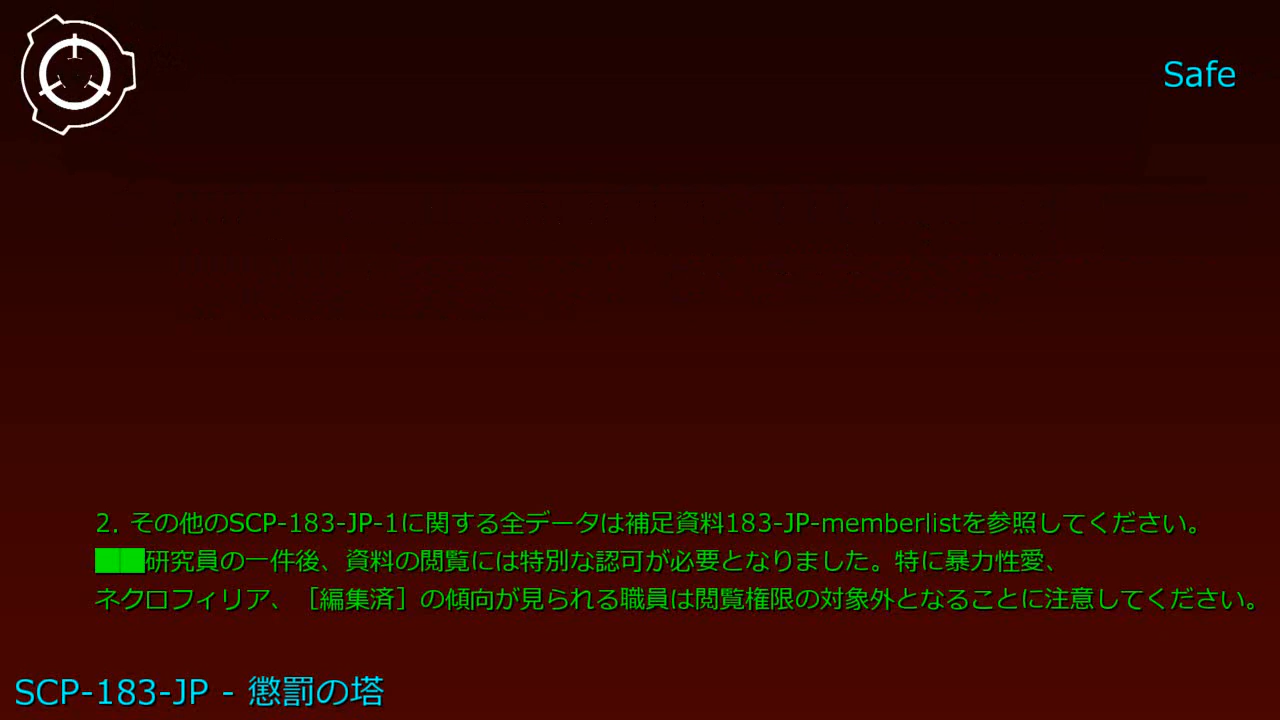 Safe
2. その他のSCP-183-JP-1に関する全データは補足資料183-JP-memberlistを参照してください。
██研究員の一件後、資料の閲覧には特別な認可が必要となりました。特に暴力性愛、
ネクロフィリア、［編集済］の傾向が見られる職員は閲覧権限の対象外となることに注意してください。
SCP-183-JP - 懲罰の塔